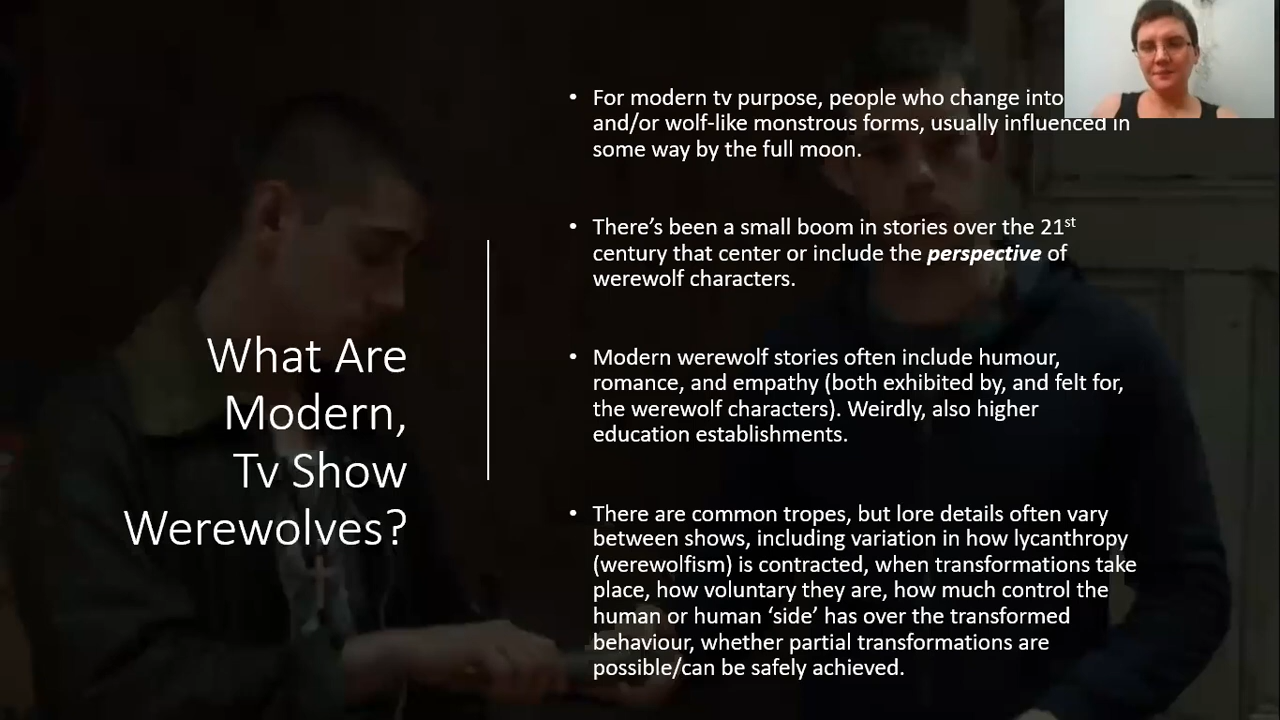 What Are
Modern,
Tv Show
Werewolves?
• For modern tv purpose, people who change into
and/or wolf-like monstrous forms, usually influenced in
some way by the full moon.
• There’s been a small boom in stories over the 21st
century that center or include the perspective of
werewolf characters.
• Modern werewolf stories often include humour,
romance, and empathy (both exhibited by, and felt for,
the werewolf characters). Weirdly, also higher
education establishments.
• There are common tropes, but lore details often vary
between shows, including variation in how lycanthropy
(werewolfism) is contracted, when transformations take
place, how voluntary they are, how much control the
human or human ‘side’ has over the transformed
behaviour, whether partial transformations are
possible/can be safely achieved.